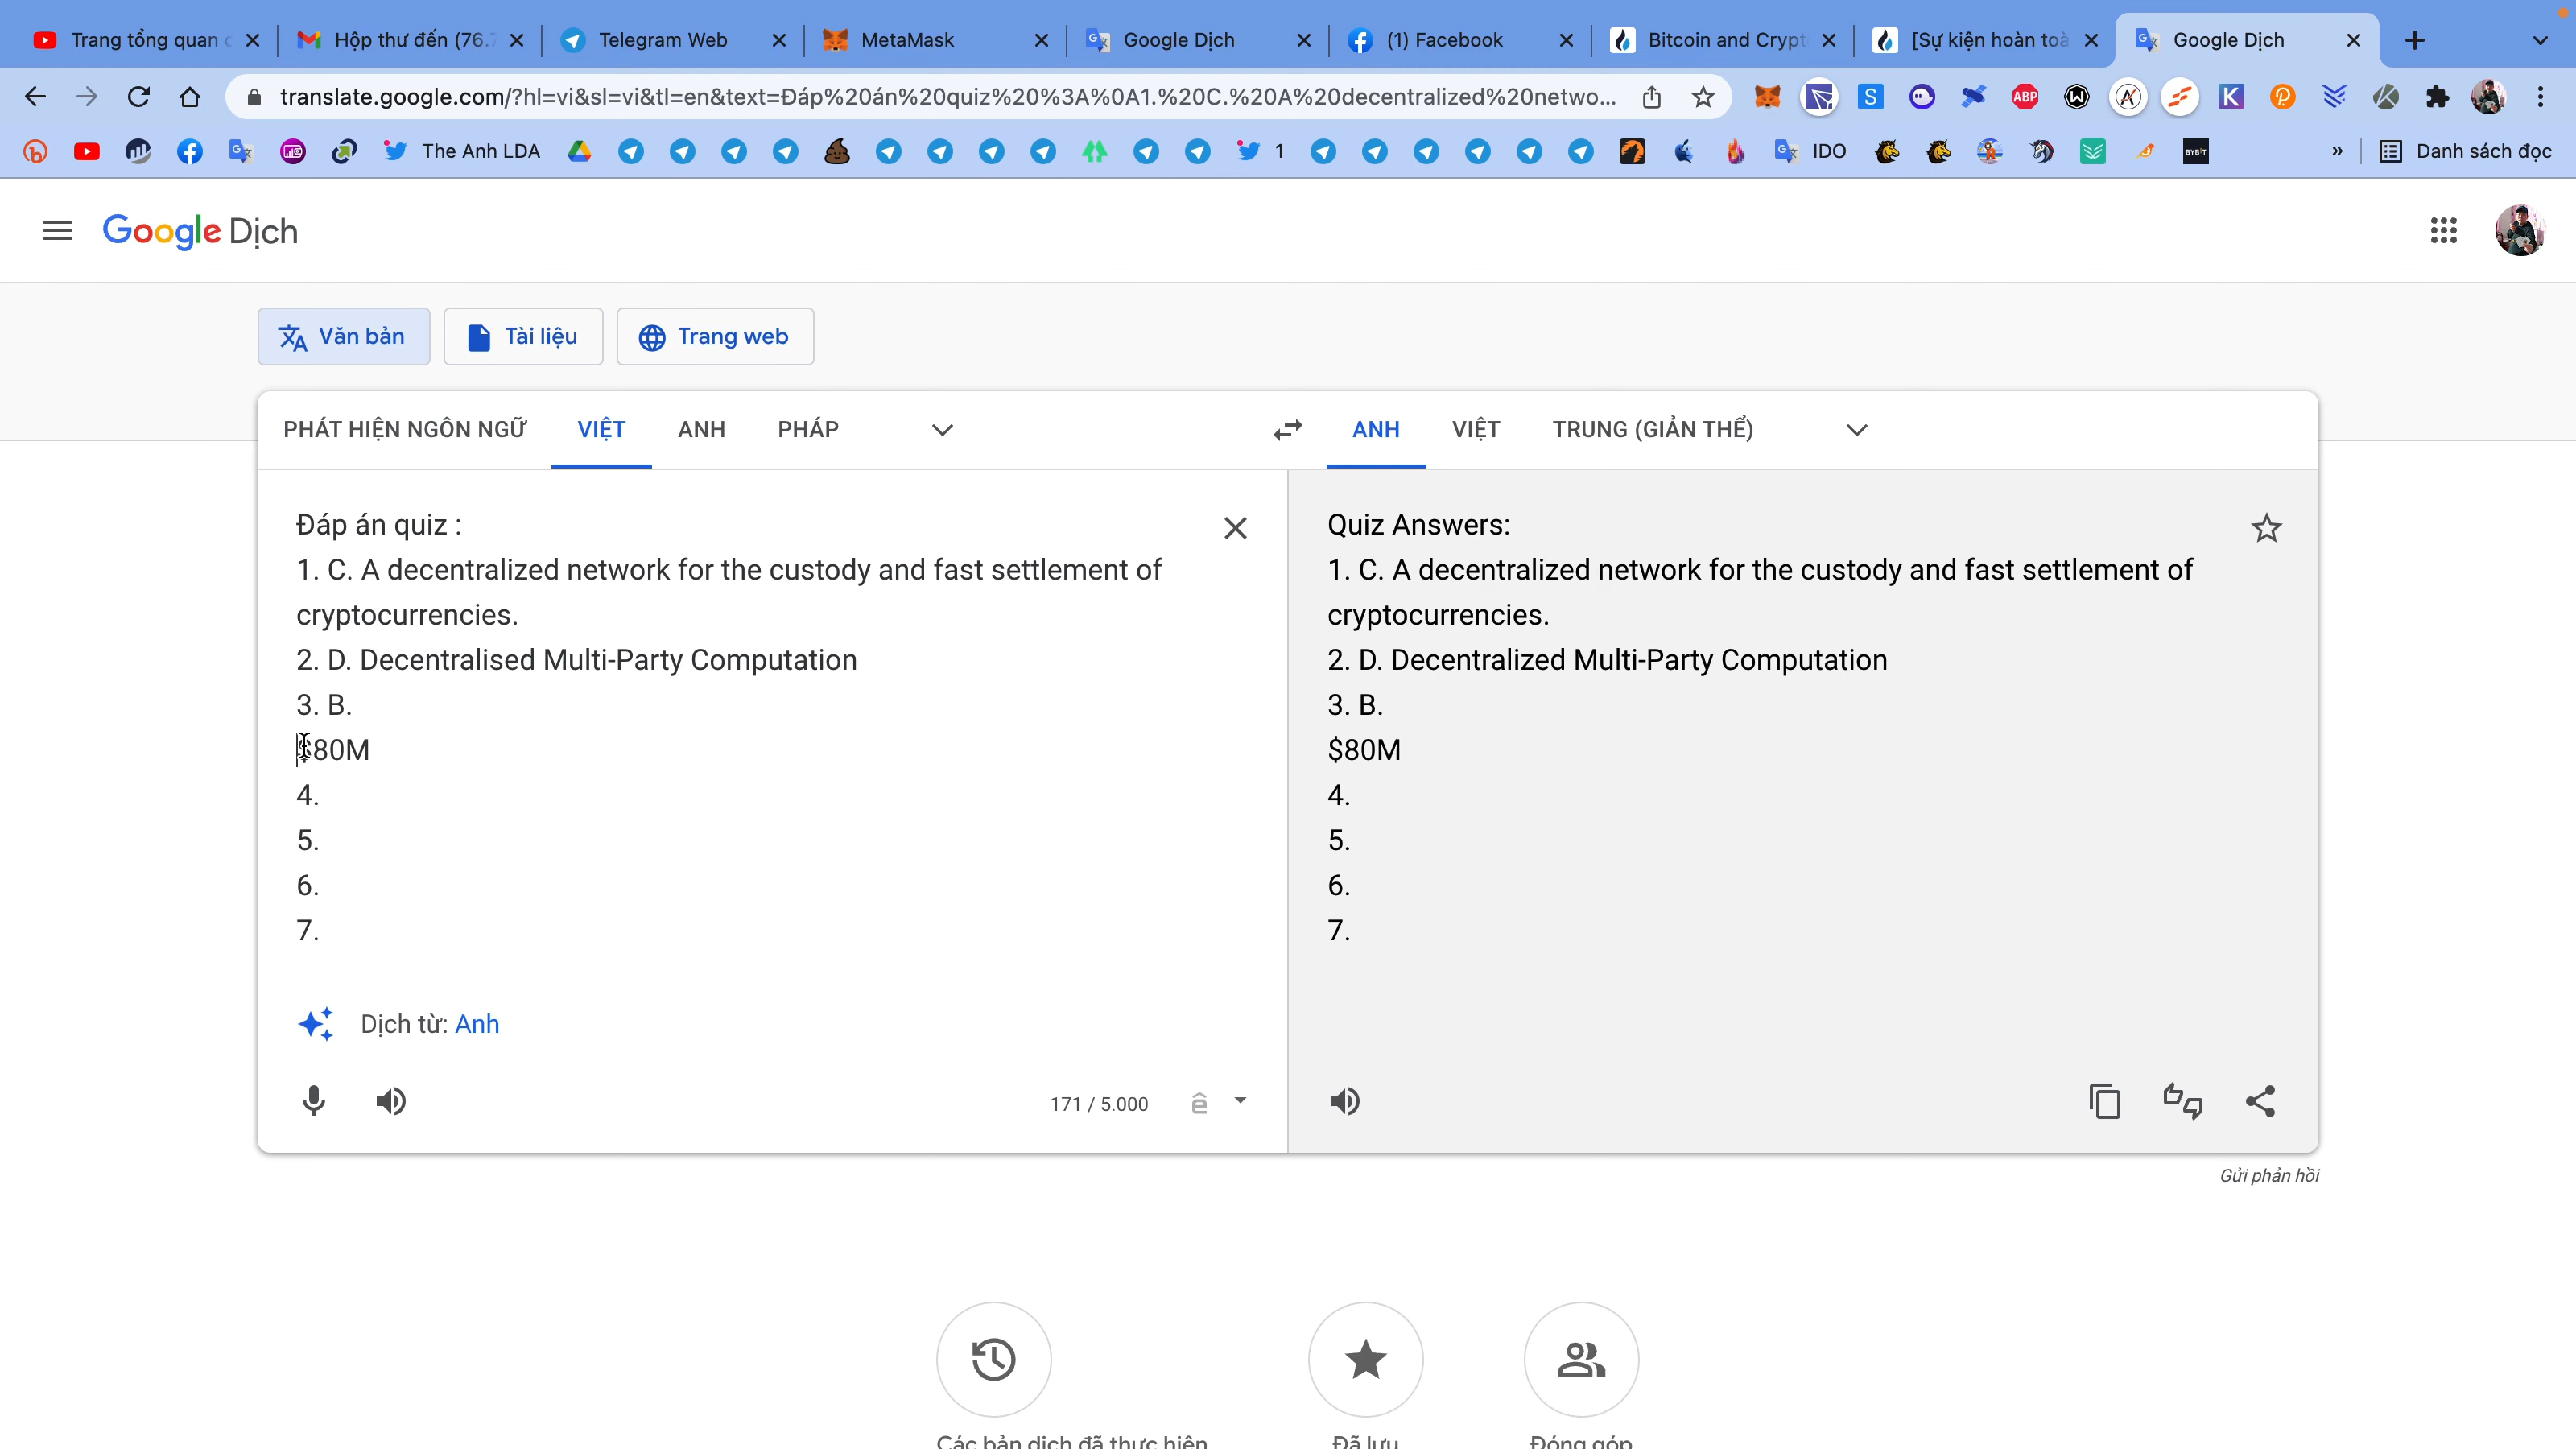 Trang tổng quan c
Hộp thư đến (76.7
Telegram Web
MetaMask
Google Dịch
(1) Facebook
Bitcoin and Crypt
[Sự kiện hoàn toà
Google Dịch
translate.google.com/?hl=vi&sl=vi&tl=en&text=Đáp%20án%20quiz%20%3A%0A1.%20C.%20A%20decentralized%20netwo...
The Anh LDA
1
IDO
»
Danh sách đọc
Google Dịch
Văn bản
Tài liệu
Trang web
PHÁT HIỆN NGÔN NGỮ
VIỆT
ANH
PHÁP
ANH
VIỆT
TRUNG (GIẢN THỂ)
Đáp án quiz :
1. C. A decentralized network for the custody and fast settlement of
cryptocurrencies.
2. D. Decentralised Multi-Party Computation
3. B.
$80M
4.
5.
6.
7.
Dịch từ: Anh
171 / 5.000
ê
Quiz Answers:
1. C. A decentralized network for the custody and fast settlement of
cryptocurrencies.
2. D. Decentralized Multi-Party Computation
3. B.
$80M
4.
5.
6.
7.
Gửi phản hồi
Các bản dịch đã thực hiện
Đã lưu
Đóng góp